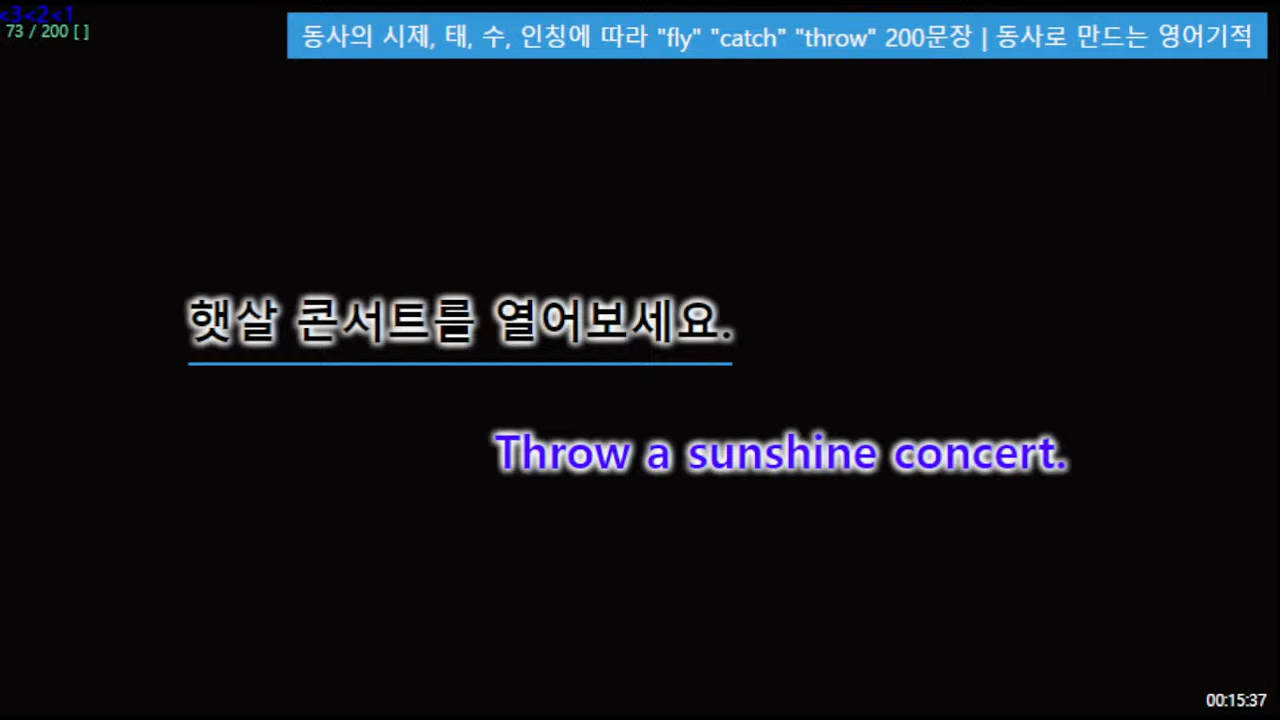 <3<2<1
73 / 200 [ ]
동사의 시제, 태, 수, 인칭에 따라 "fly" "catch" "throw" 200문장 | 동사로 만드는 영어기적
햇살 콘서트를 열어보세요.
Throw a sunshine concert.
00:15:37